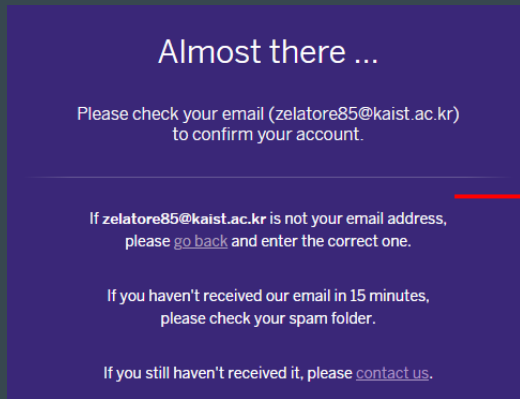 Almost there ...
Please check your email (zelatore85@kaist.ac.kr)
to confirm your account.
If zelatore85@kaist.ac.kr is not your email address,
please go back and enter the correct one.
If you haven't received our email in 15 minutes,
please check your spam folder.
If you still haven't received it, please contact us.